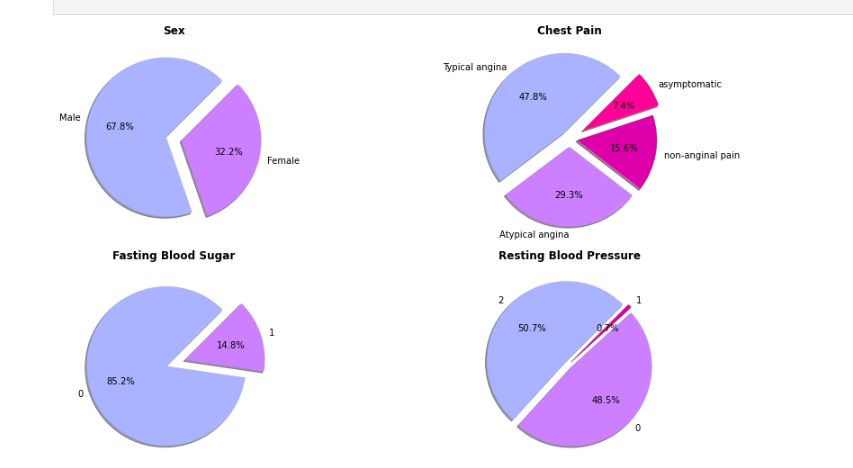 Sex
Male
67.8%
32.2%
Female
Chest Pain
Typical angina
47.8%
asymptomatic
7.4%
15.6%
non-anginal pain
29.3%
Atypical angina
Fasting Blood Sugar
1
14.8%
85.2%
0
Resting Blood Pressure
2
1
50.7%
0.7%
48.5%
0